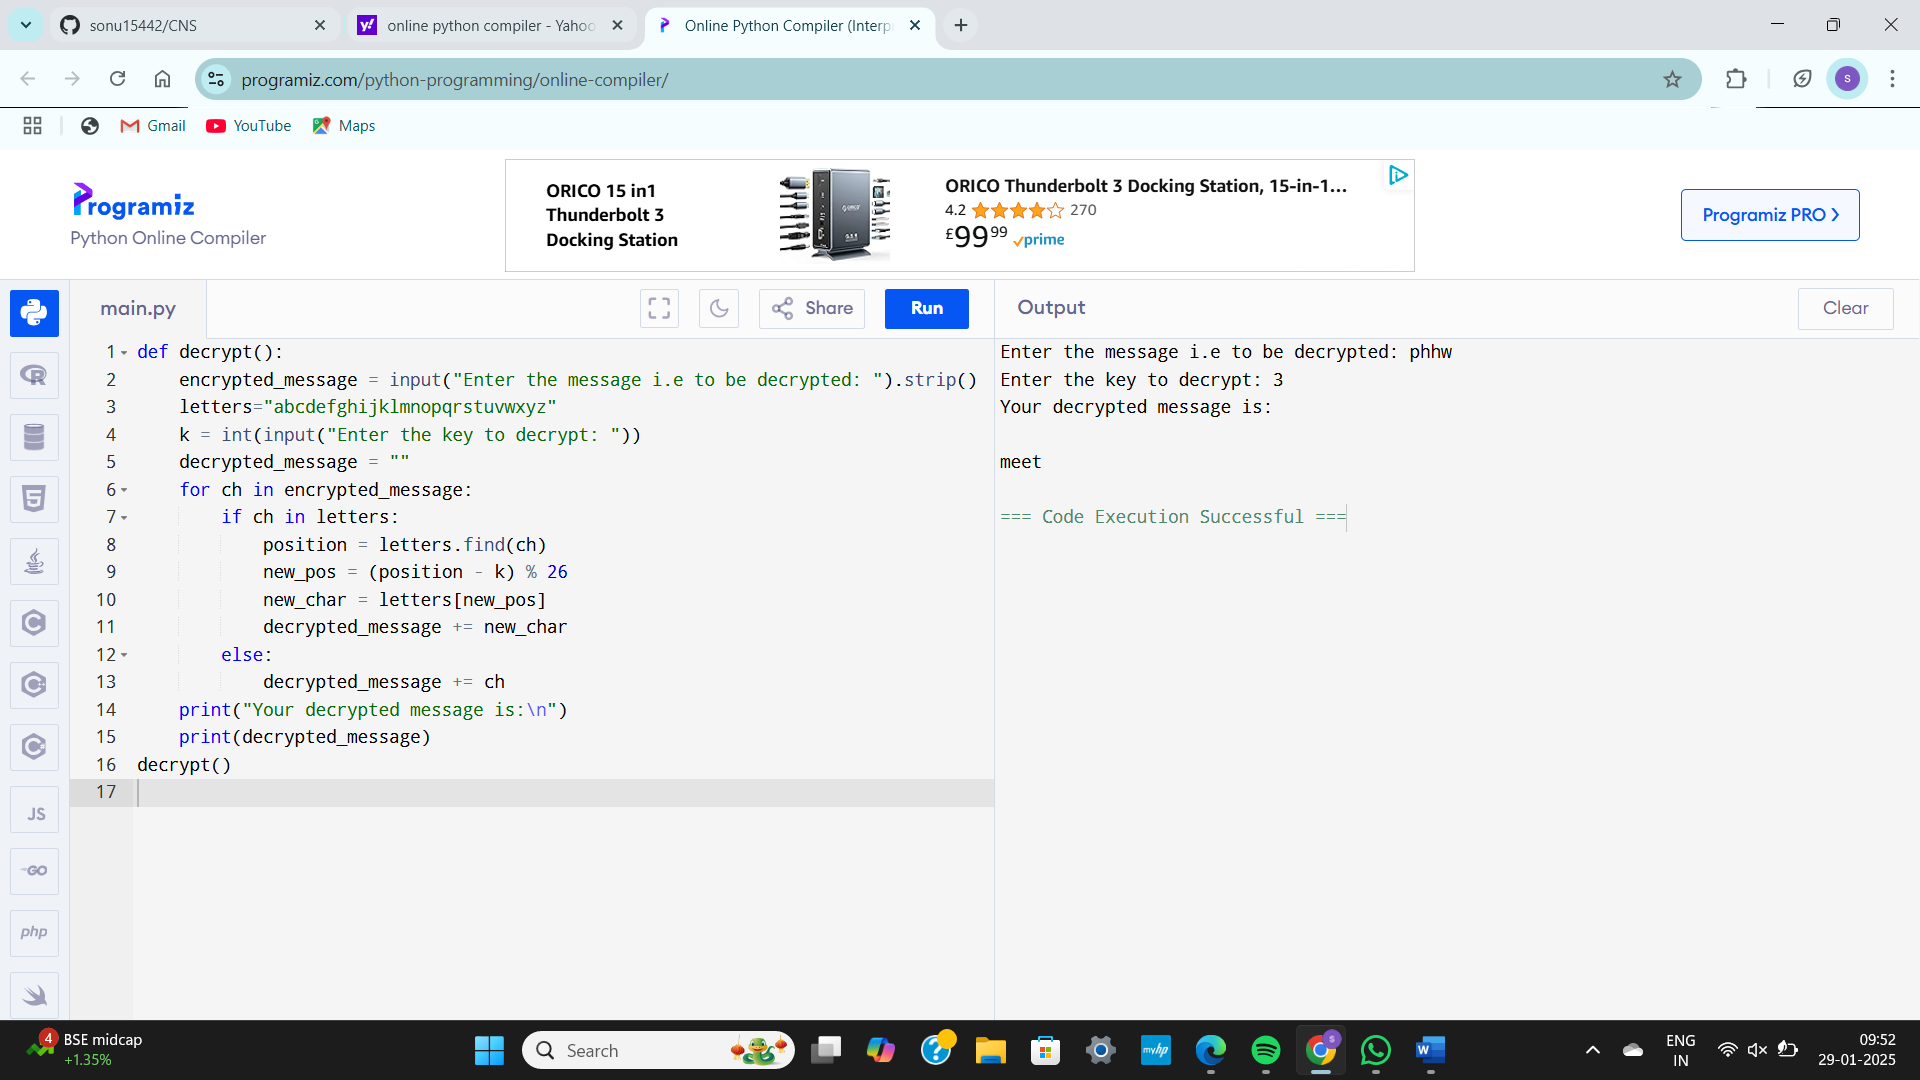 sonu15442/CNS
online python compiler - Yahoo
Online Python Compiler (Interp
programiz.com/python-programming/online-compiler/
S
Gmail
YouTube
Maps
Programiz
Python Online Compiler
ORICO 15 in1
Thunderbolt 3
Docking Station
ORICO Thunderbolt 3 Docking Station, 15-in-1...
4.2 270
£99 99 prime
Programiz PRO
main.py
Share
Run
Output
Clear
1 def decrypt():
2 encrypted_message = input("Enter the message i.e to be decrypted: ").strip()
3 letters="abcdefghijklmnopqrstuvwxyz"
4 k = int(input("Enter the key to decrypt: "))
5 decrypted_message = ""
6 for ch in encrypted_message:
7 if ch in letters:
8 position = letters.find(ch)
9 new_pos = (position - k) % 26
10 new_char = letters[new_pos]
11 decrypted_message += new_char
12 else:
13 decrypted_message += ch
14 print("Your decrypted message is:\n")
15 print(decrypted_message)
16 decrypt()
17
Enter the message i.e to be decrypted: phhw
Enter the key to decrypt: 3
Your decrypted message is:
meet
=== Code Execution Successful ===
JS
GO
php
4
BSE midcap
+1.35%
Search
myhp
S
ENG
IN
09:52
29-01-2025